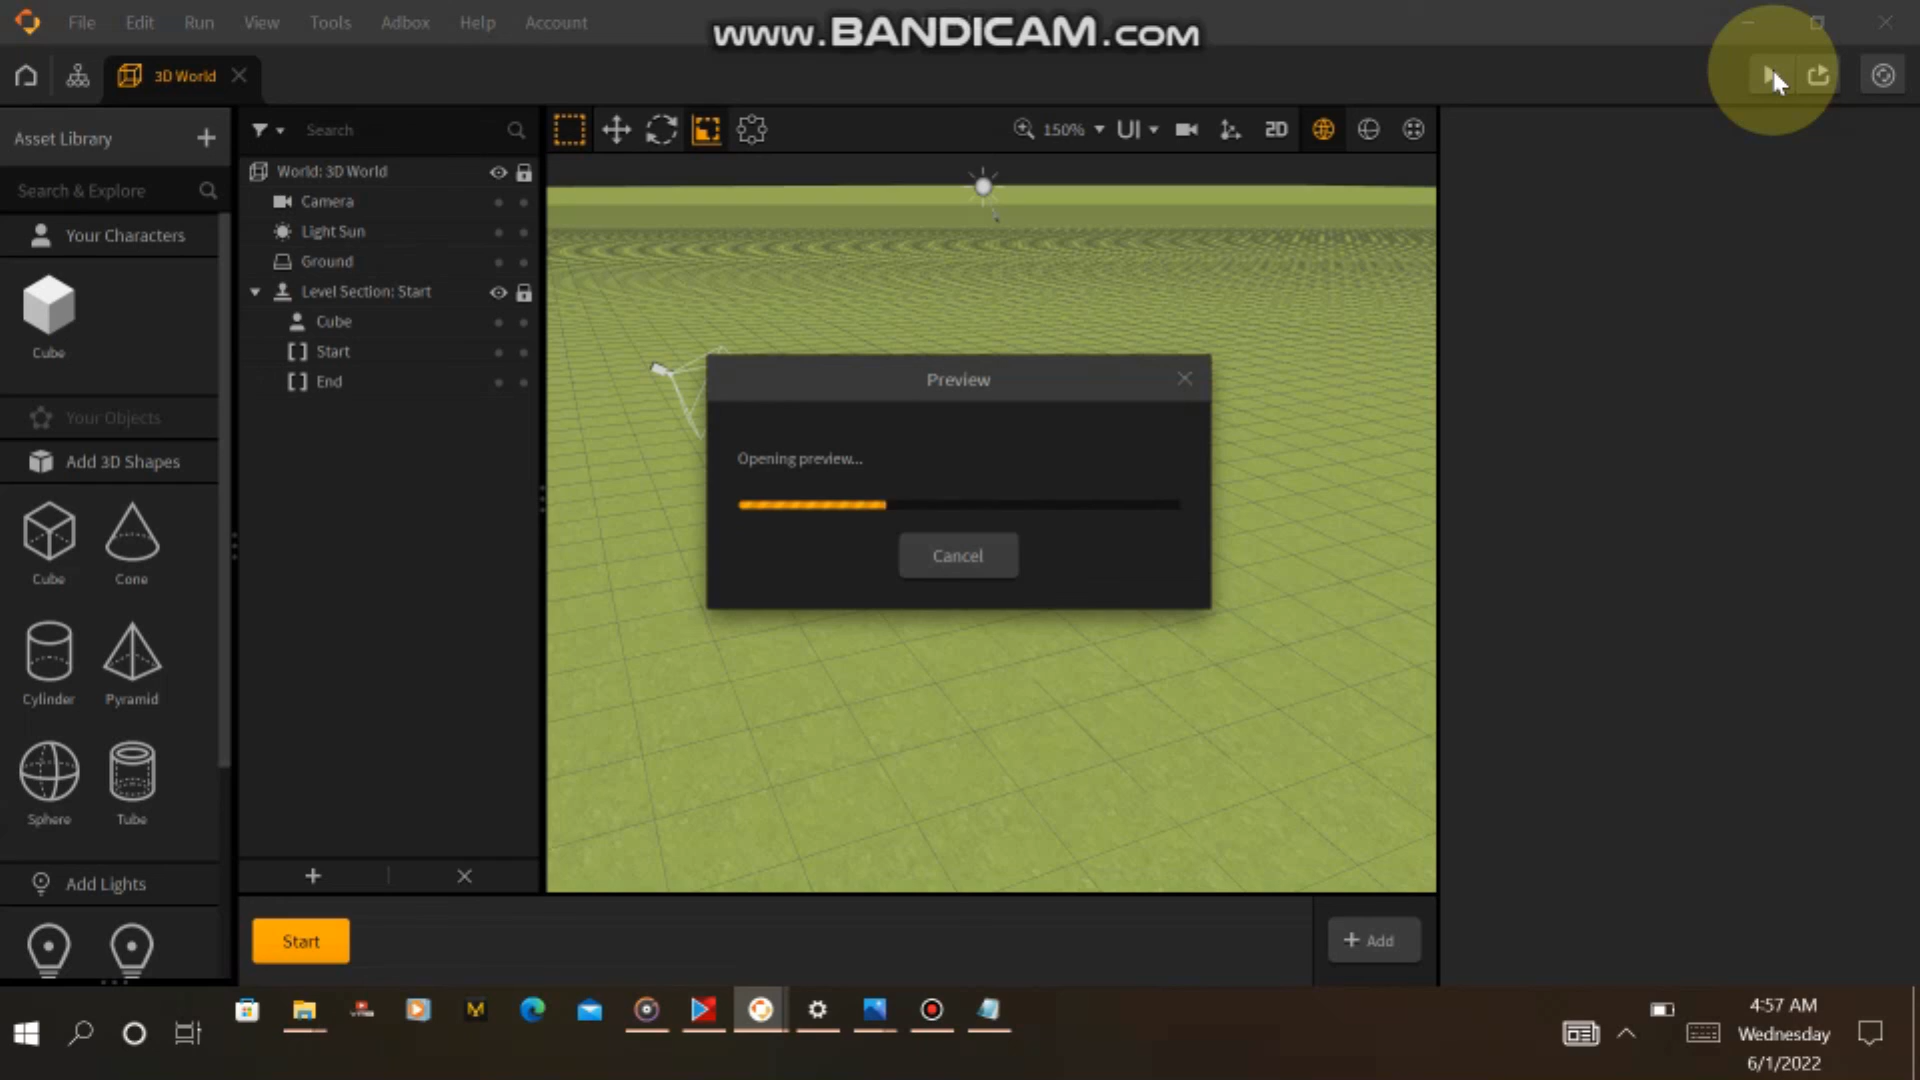 File Edit Run View Tools Adbox Help Account
www.BANDICAM.com
3D World
Asset Library
Search
150% UI 2D
Search & Explore
World: 3D World
Camera
Your Characters
Light Sun
Ground
Level Section: Start
Cube
Cube
Start
End
Preview
Your Objects
Add 3D Shapes
Opening preview...
Cancel
Cube Cone
Cylinder Pyramid
Sphere Tube
Add Lights
Start
Add
4:57 AM
Wednesday
6/1/2022